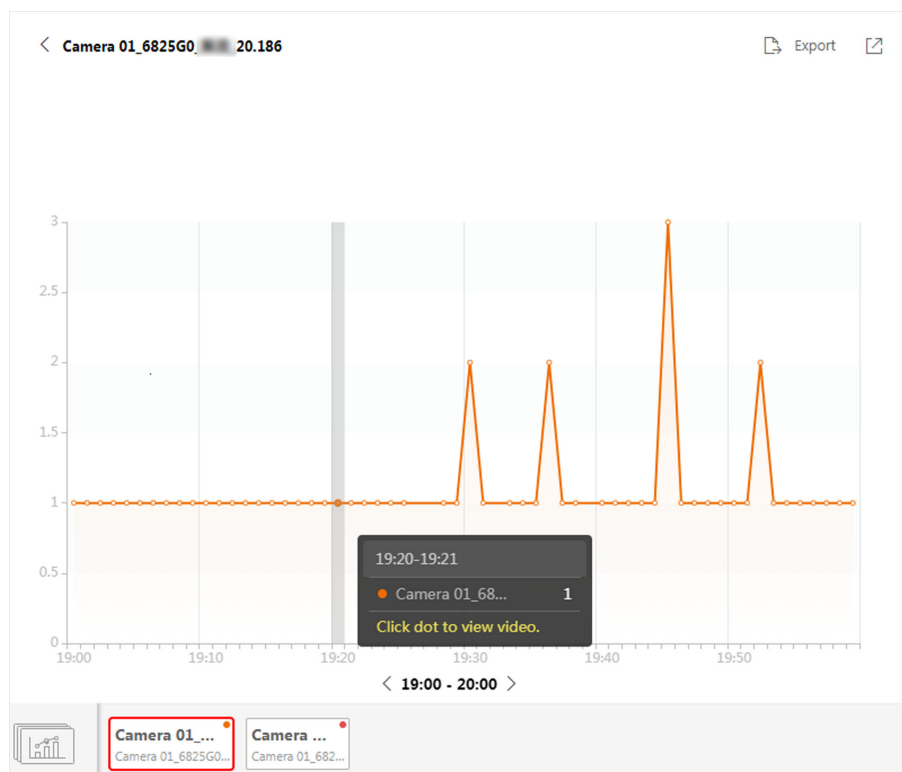 Camera 01_6825G0_ _20.186
Export
3
2.5
2
1.5
1
0.5
0
19:00 19:10 19:20 19:30 19:40 19:50
19:20-19:21
Camera 01_68... 1
Click dot to view video.
19:00 - 20:00
Camera 01_...
Camera 01_6825G0...
Camera ...
Camera 01_682...